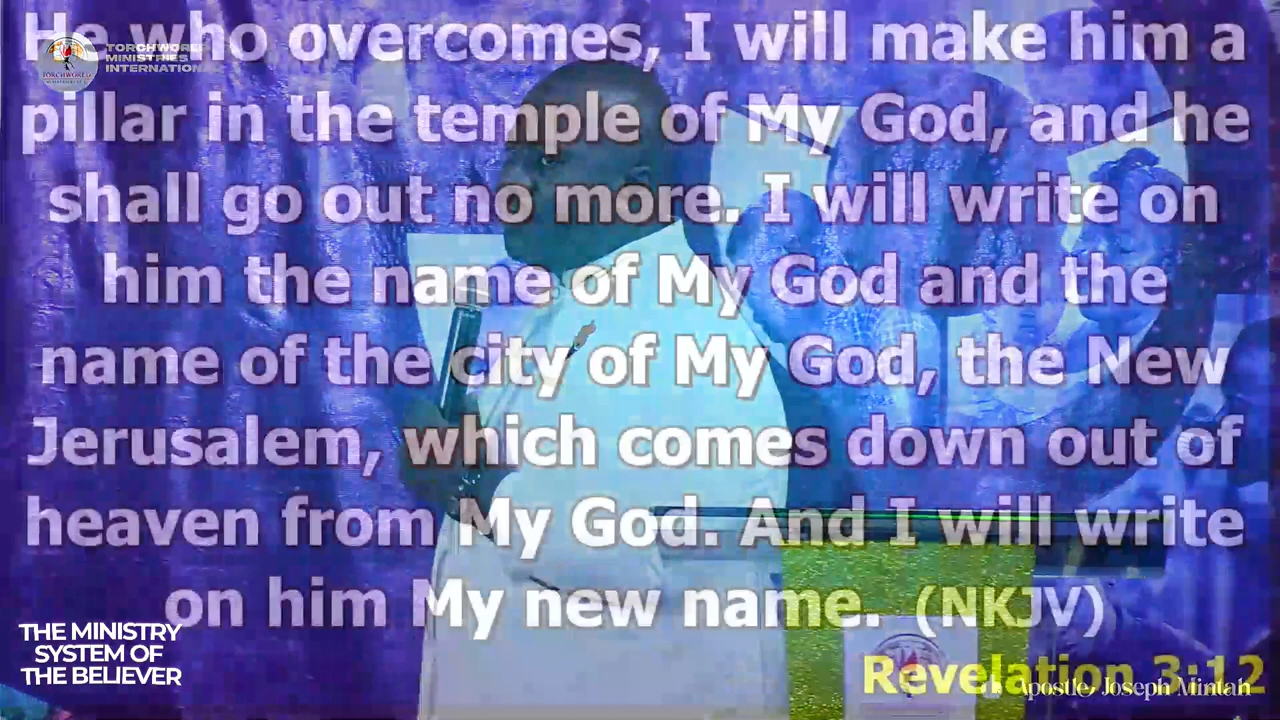 He who overcomes, I will make him a
pillar in the temple of My God, and he
shall go out no more. I will write on
him the name of My God and the
name of the city of My God, the New
Jerusalem, which comes down out of
heaven from My God. And I will write
on him My new name. (NKJV)
Revelation 3:12
TORCHWORLD
MINISTRIES
INTERNATIONAL
TORCHWORLD
THE MINISTRY
SYSTEM OF
THE BELIEVER
Apostle Joseph Mintah